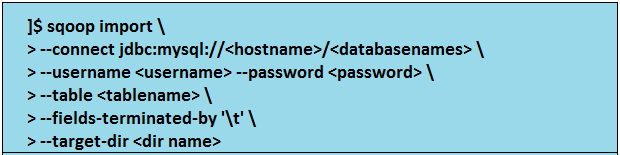 ]$ sqoop import \
> --connect jdbc:mysql://<hostname>/<databasenames> \
> --username <username> --password <password> \
> --table <tablename> \
> --fields-terminated-by '\t' \
> --target-dir <dir name>